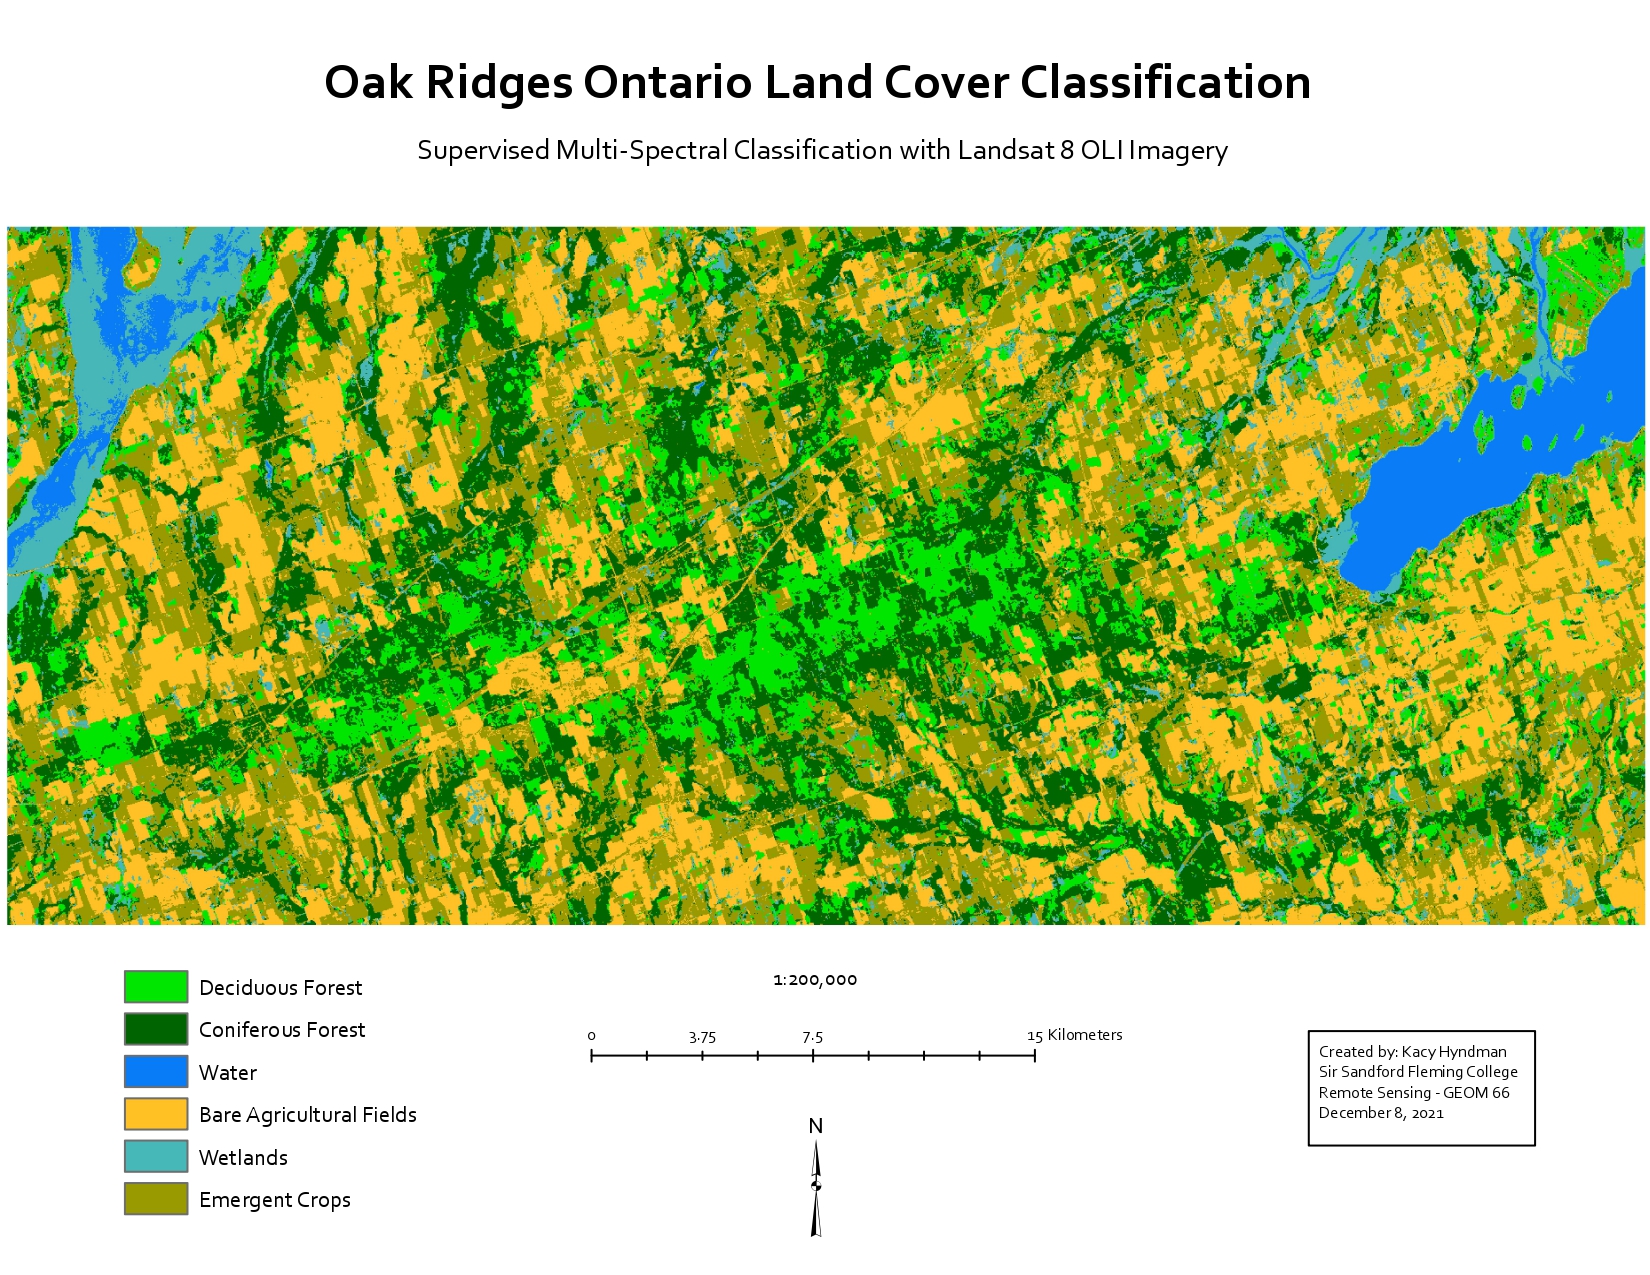 Oak Ridges Ontario Land Cover Classification
Supervised Multi-Spectral Classification with Landsat 8 OLI Imagery
Deciduous Forest
Coniferous Forest
Water
Bare Agricultural Fields
Wetlands
Emergent Crops
1:200,000
0 3.75 7.5 15 Kilometers
N
Created by: Kacy Hyndman
Sir Sandford Fleming College
Remote Sensing - GEOM 66
December 8, 2021